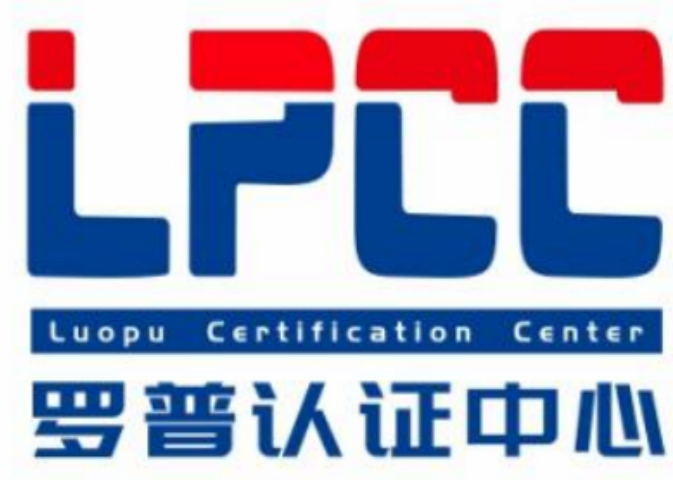 LPCC
Luopu Certification Center
罗普认证中心